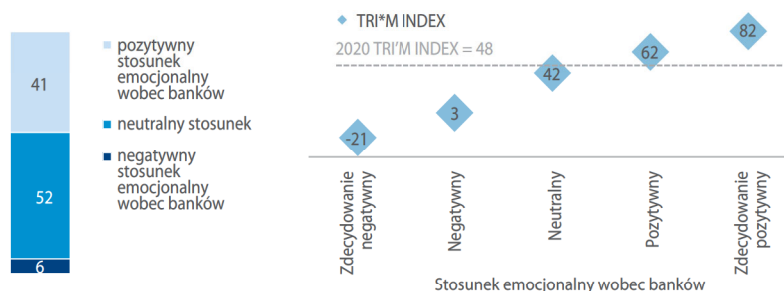 41
52
6
pozytywny
stosunek
emocjonalny
wobec banków
neutralny stosunek
negatywny
stosunek
emocjonalny
wobec banków
TRI*M INDEX
2020 TRI'M INDEX = 48
-21
3
42
62
82
Zdecydowanie
negatywny
Negatywny
Neutralny
Pozytywny
Zdecydowanie
pozytywny
Stosunek emocjonalny wobec banków